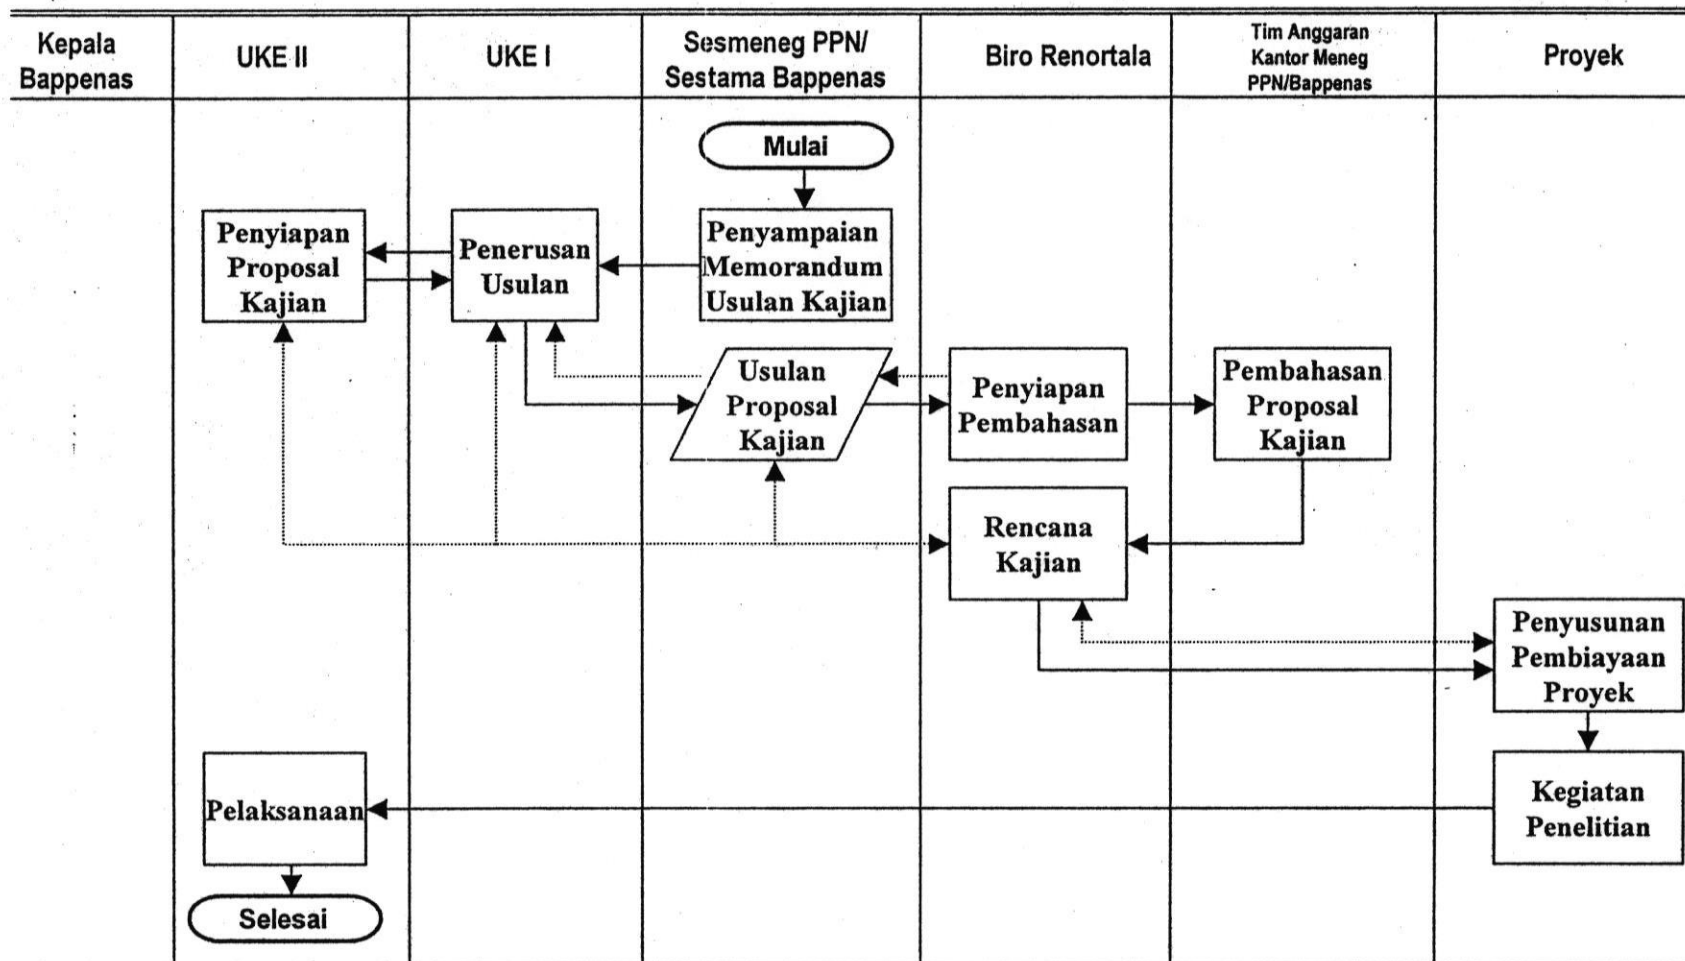 Kepala
Bappenas
UKE II
UKE I
Sesmeneg PPN/
Sestama Bappenas
Biro Renortala
Tim Anggaran
Kantor Meneg
PPN/Bappenas
Proyek
Mulai
Penyiapan
Proposal
Kajian
Penerusan
Usulan
Penyampaian
Memorandum
Usulan Kajian
Usulan
Proposal
Kajian
Penyiapan
Pembahasan
Pembahasan
Proposal
Kajian
Rencana
Kajian
Penyusunan
Pembiayaan
Proyek
Pelaksanaan
Kegiatan
Penelitian
Selesai